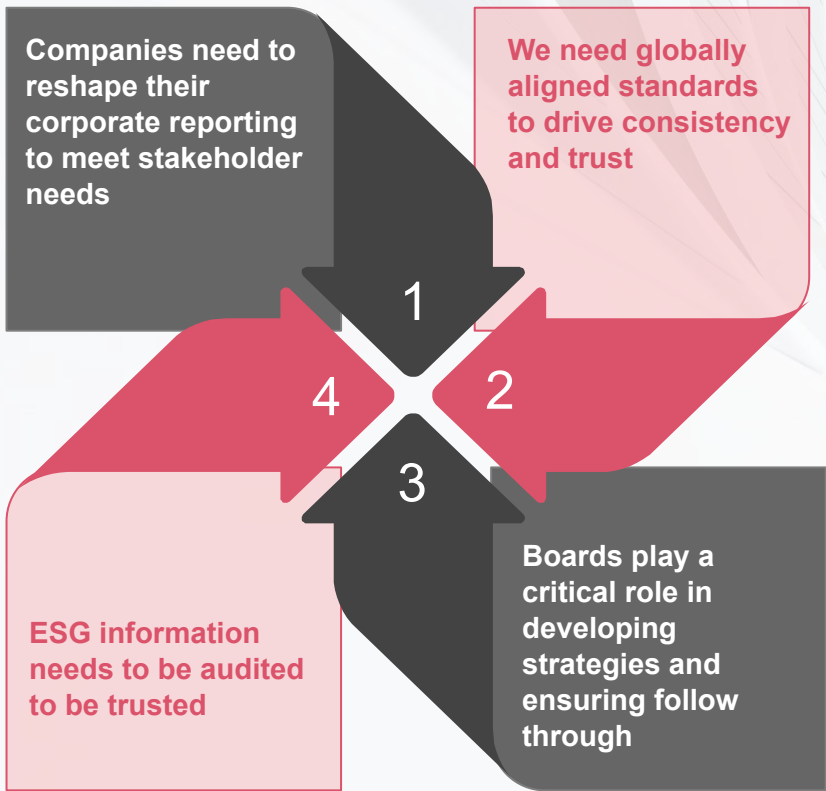 Companies need to
reshape their
corporate reporting
to meet stakeholder
needs
1
We need globally
aligned standards
to drive consistency
and trust
2
Boards play a
critical role in
developing
strategies and
ensuring follow
through
3
ESG information
needs to be audited
to be trusted
4